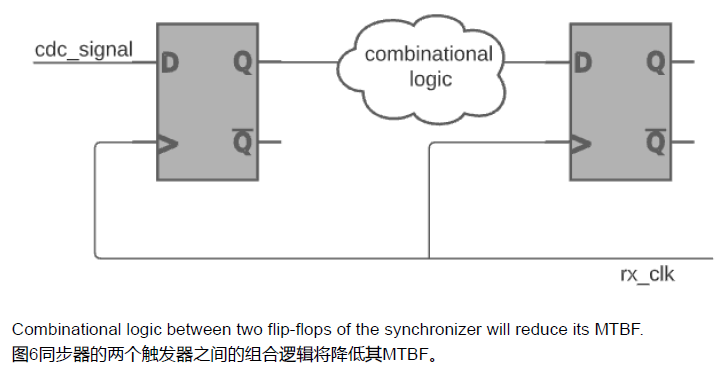 cdc_signal
D Q
Q
combinational
logic
D Q
Q
rx_clk
Combinational logic between two flip-flops of the synchronizer will reduce its MTBF.
图6同步器的两个触发器之间的组合逻辑将降低其MTBF。